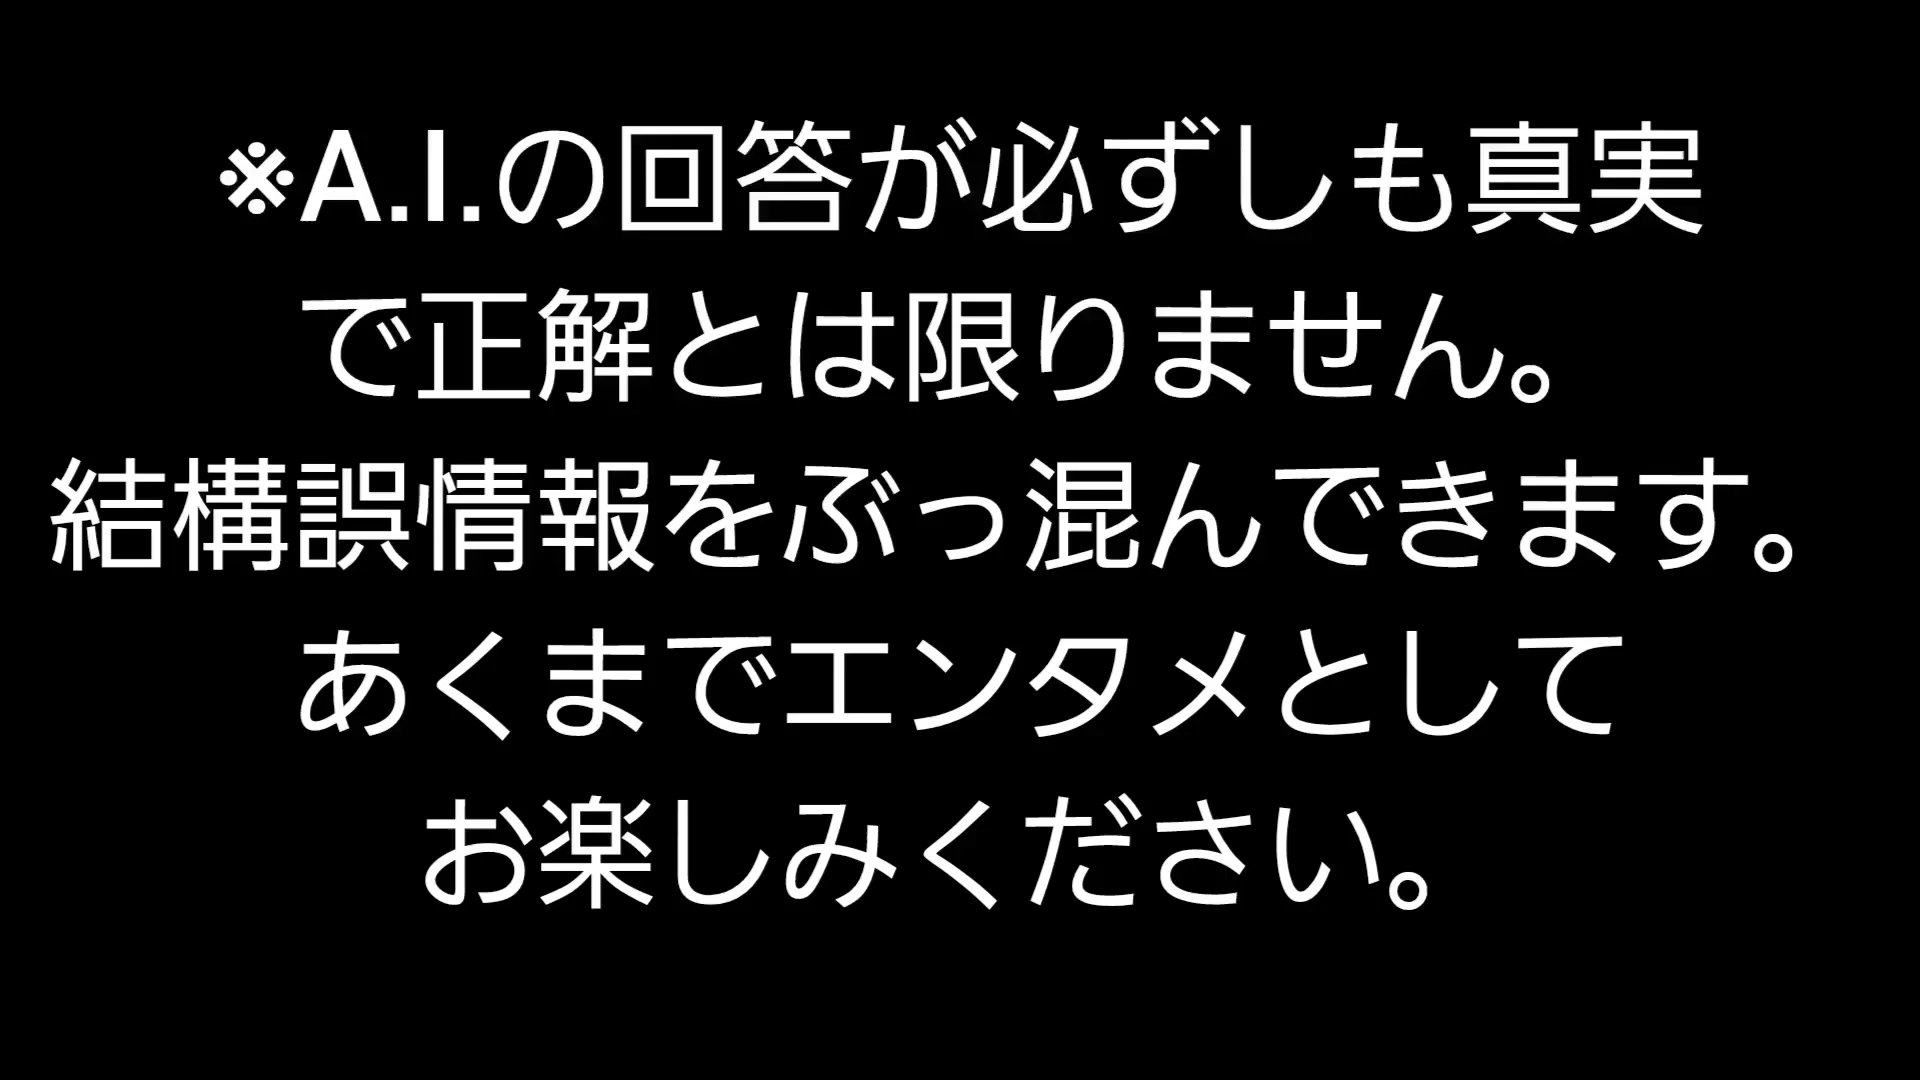 ※A.I.の回答が必ずしも真実
で正解とは限りません。
結構誤情報をぶっ混んできます。
あくまでエンタメとして
お楽しみください。